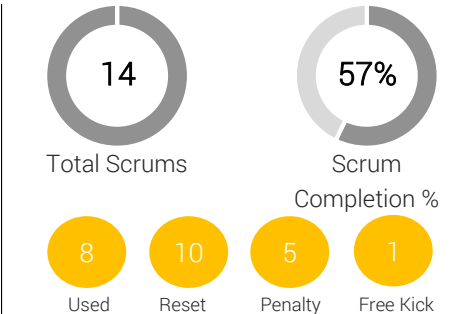 14 57%
Total Scrums Scrum
Completion %
8 10 5 1
Used Reset Penalty Free Kick